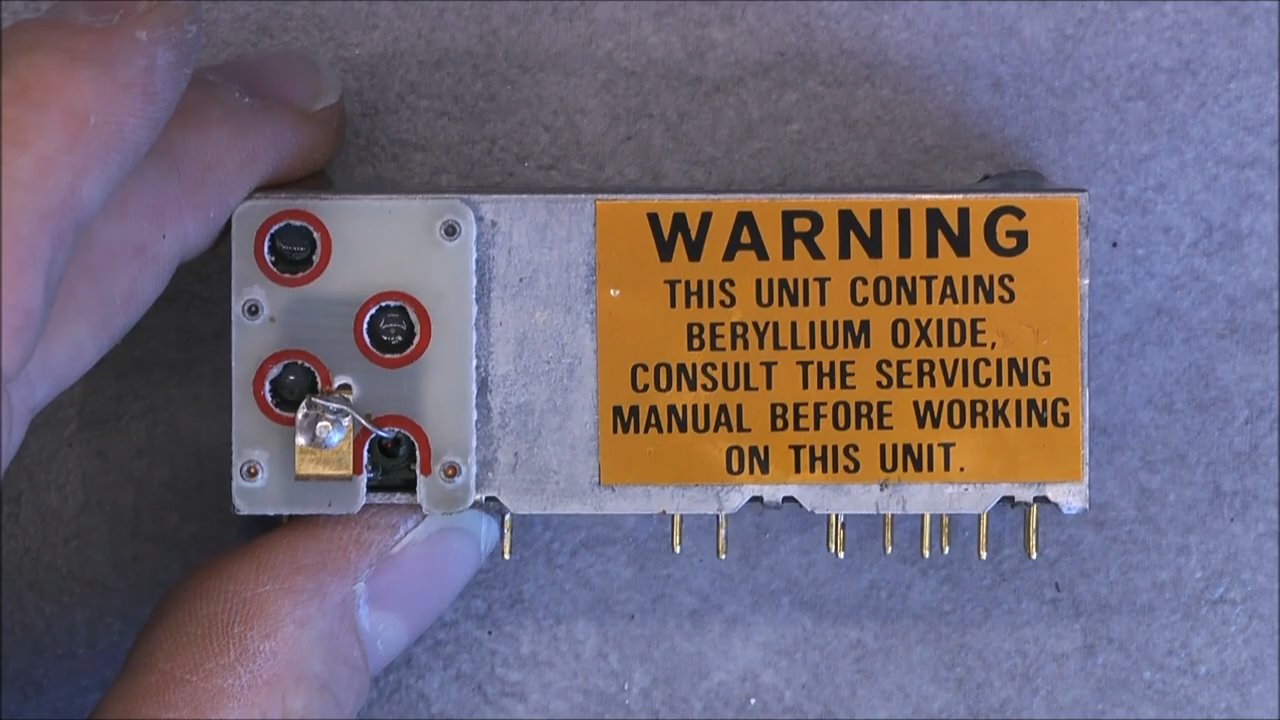 WARNING
THIS UNIT CONTAINS
BERYLLIUM OXIDE,
CONSULT THE SERVICING
MANUAL BEFORE WORKING
ON THIS UNIT.